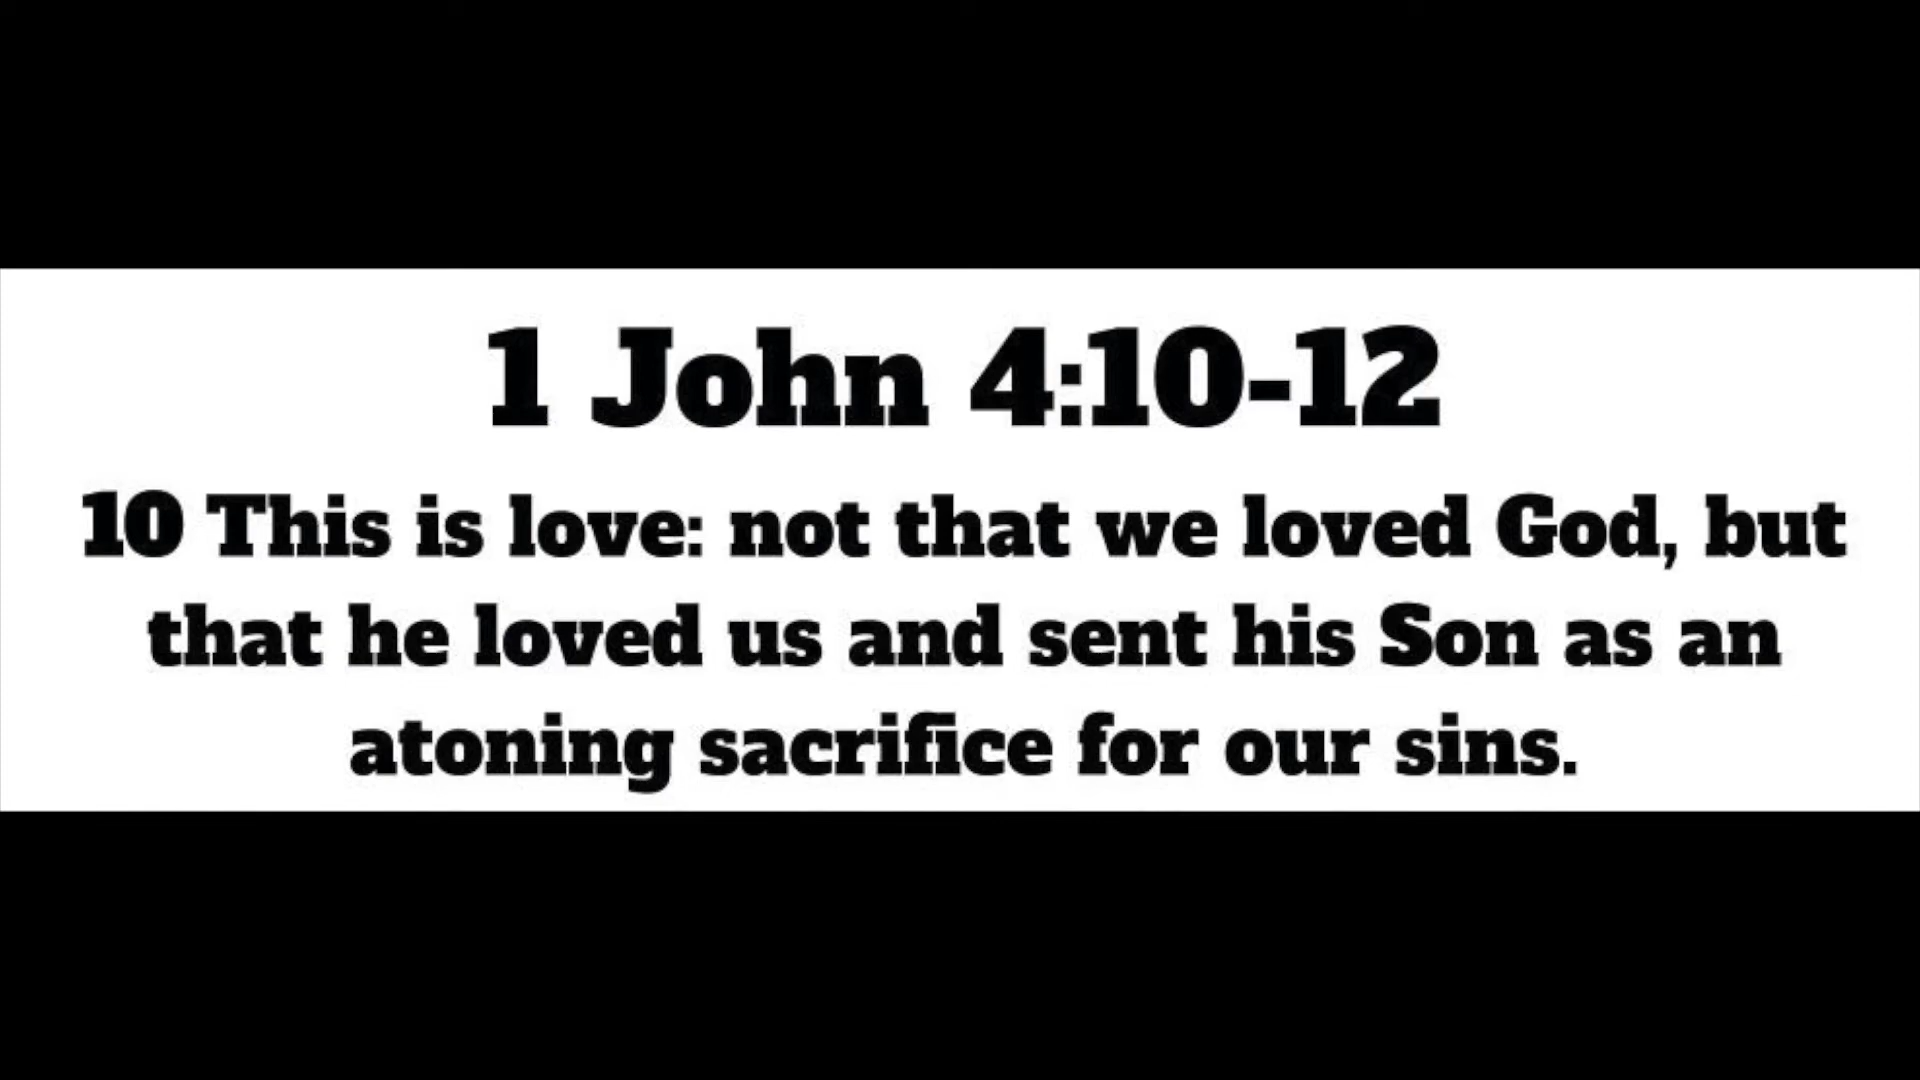 1 John 4:10-12
10 This is love: not that we loved God, but
that he loved us and sent his Son as an
atoning sacrifice for our sins.